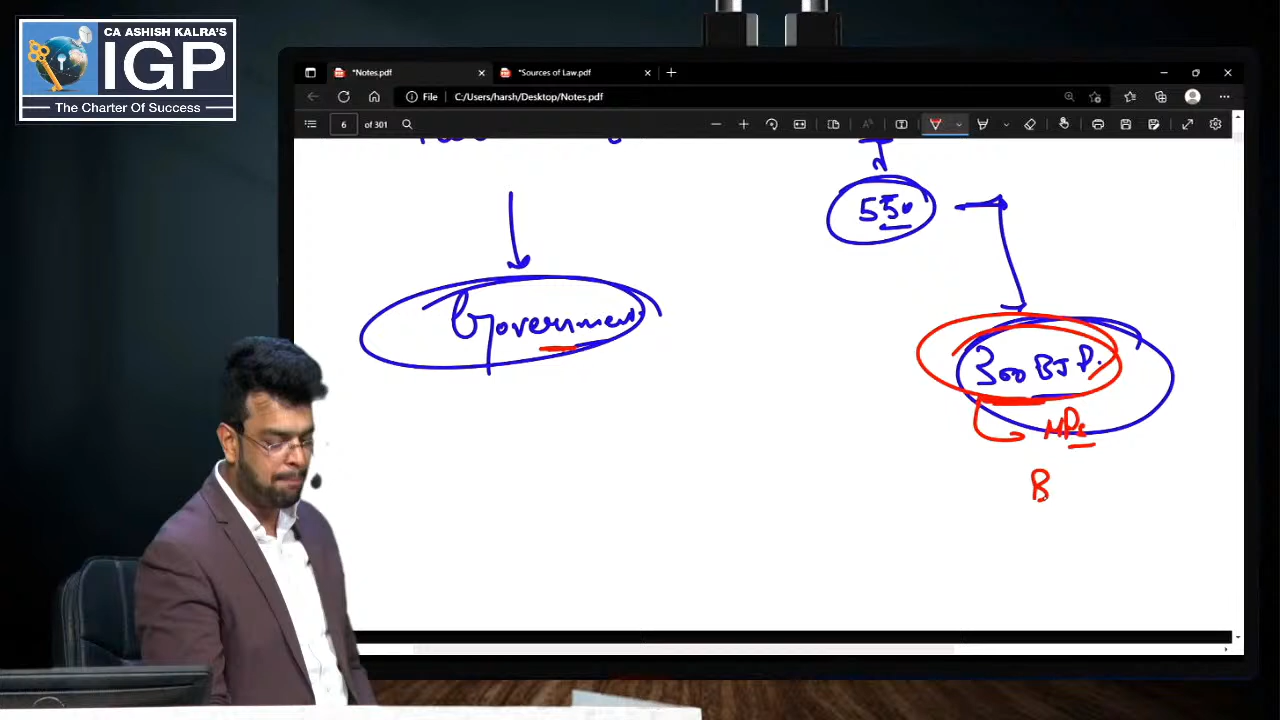 CA ASHISH KALRA'S
IGP
The Charter Of Success
*Notes.pdf
*Sources of Law.pdf
File
C:/Users/harsh/Desktop/Notes.pdf
6 of 301
550
Government
300 BJP.
MPs
B